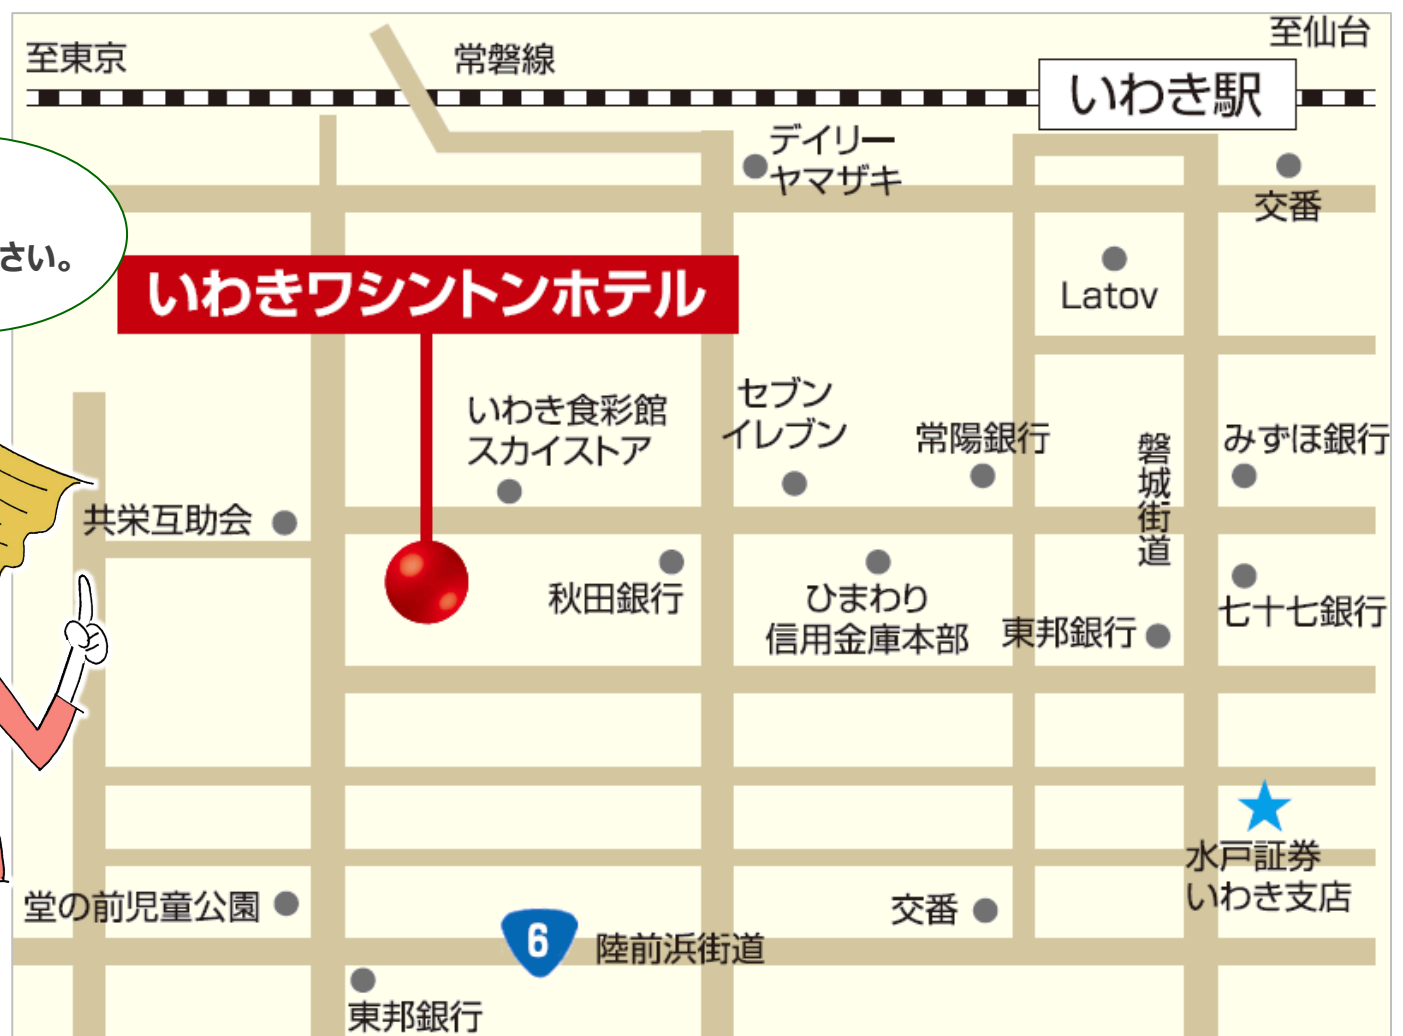 至仙台
至東京
常磐線
いわき駅
デイリー
ヤマザキ
交番
さい。
いわきワシントンホテル
Latov
いわき食彩館
スカイストア
セブン
イレブン
常陽銀行
磐城街道
みずほ銀行
共栄互助会
秋田銀行
ひまわり
信用金庫本部
東邦銀行
七十七銀行
水戸証券
いわき支店
堂の前児童公園
交番
6
陸前浜街道
東邦銀行